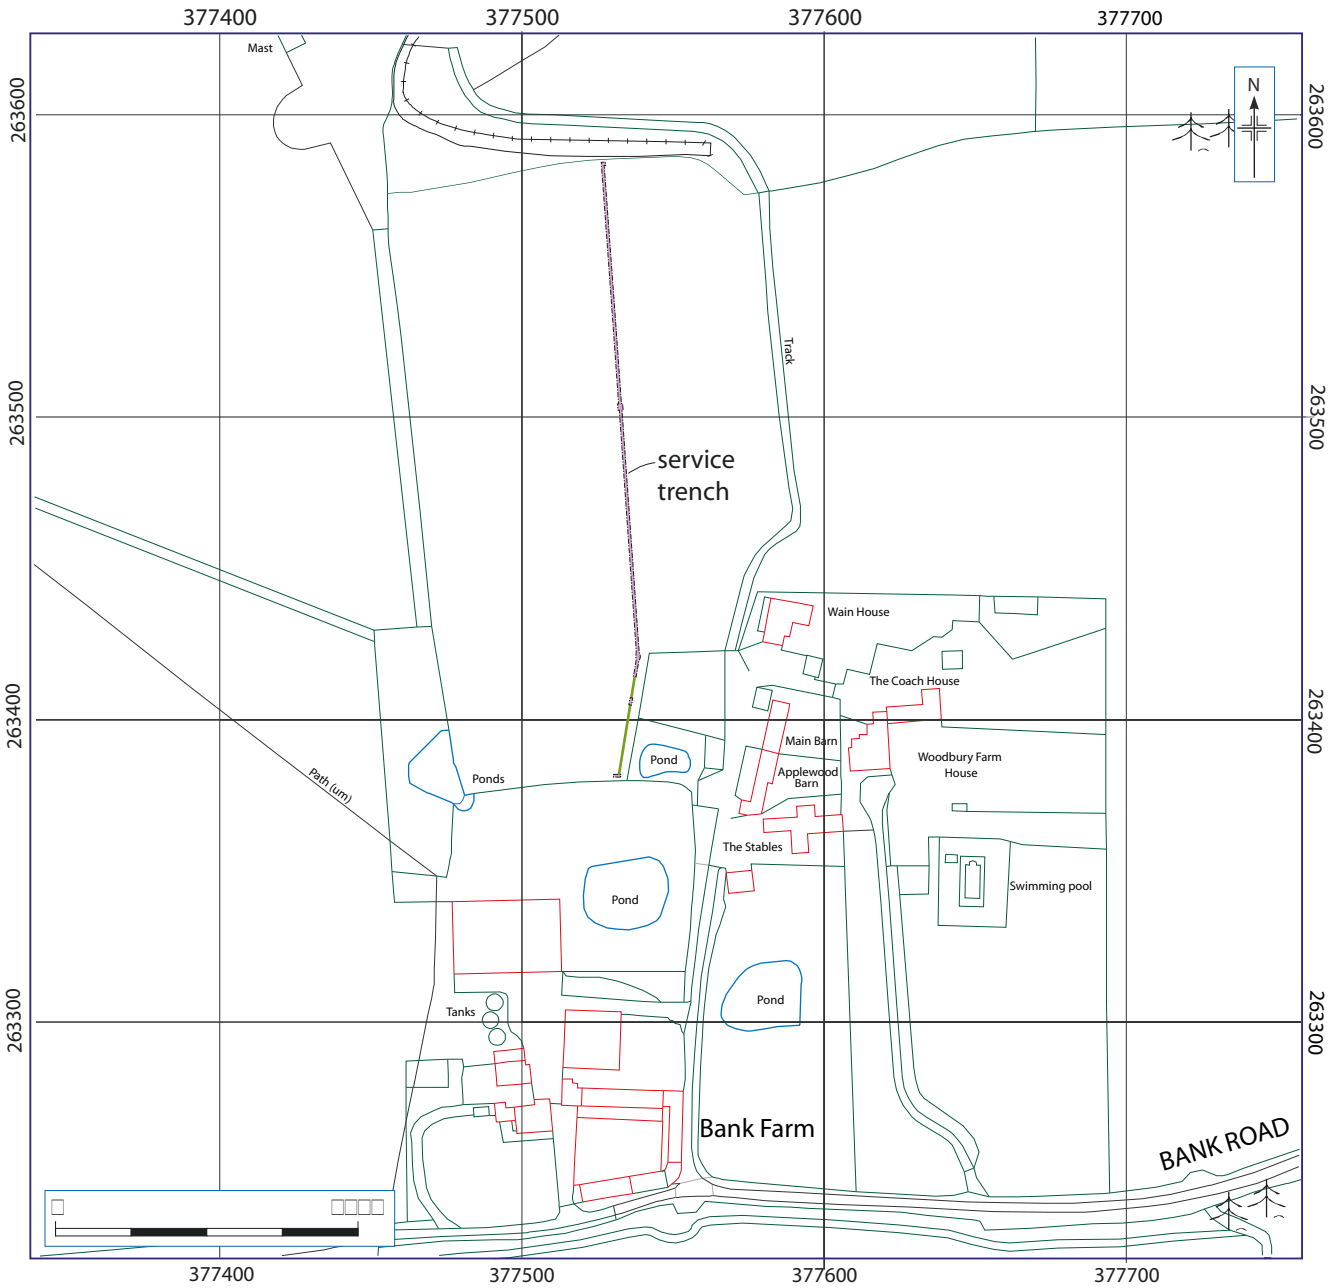 377400
377500
377600
377700
Mast
N
263600
263600
Track
263500
263500
service
trench
Wain House
The Coach House
263400
263400
Main Barn
Pond
Woodbury Farm
House
Applewood
Barn
Ponds
Path (um)
The Stables
Swimming pool
Pond
Pond
Tanks
263300
263300
Bank Farm
BANK ROAD
377400
377500
377600
377700